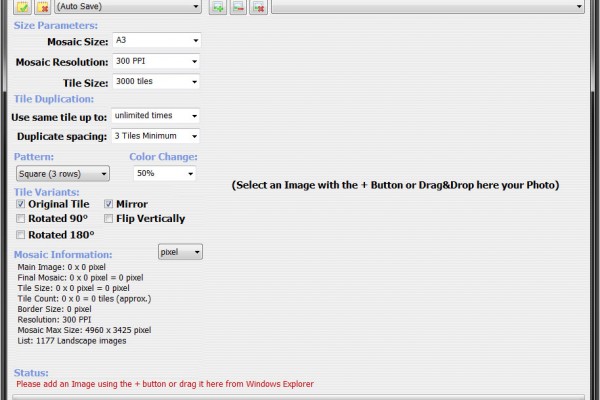 (Auto Save)
Size Parameters:
Mosaic Size: A3
Mosaic Resolution: 300 PPI
Tile Size: 3000 tiles
Tile Duplication:
Use same tile up to: unlimited times
Duplicate spacing: 3 Tiles Minimum
Pattern: Color Change:
Square (3 rows) 50%
(Select an Image with the + Button or Drag&Drop here your Photo)
Tile Variants:
Original Tile Mirror
Rotated 90° Flip Vertically
Rotated 180°
Mosaic Information: pixel
Main Image: 0 x 0 pixel
Final Mosaic: 0 x 0 pixel = 0 pixel
Tile Size: 0 x 0 pixel = 0 pixel
Tile Count: 0 x 0 = 0 tiles (approx.)
Border Size: 0 pixel
Resolution: 300 PPI
Mosaic Max Size: 4960 x 3425 pixel
List: 1177 Landscape images
Status:
Please add an Image using the + button or drag it here from Windows Explorer